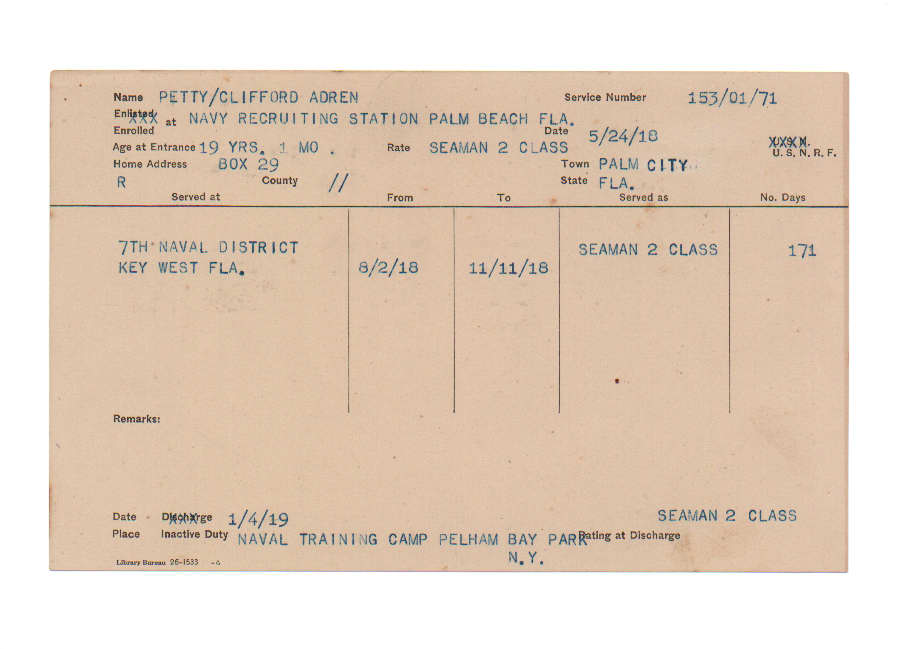 Name PETTY/CLIFFORD ADREN Service Number 153/01/71
Enlisted XXX at NAVY RECRUITING STATION PALM BEACH FLA.
Enrolled Date 5/24/18
Age at Entrance 19 YRS. 1 MO. Rate SEAMAN 2 CLASS XXXX U. S. N. R. F.
Home Address BOX 29 Town PALM CITY.
R County // State FLA.
Served at From To Served as No. Days
7TH NAVAL DISTRICT SEAMAN 2 CLASS 171
KEY WEST FLA. 8/2/18 11/11/18
Remarks:
Date Discharge XXX 1/4/19 SEAMAN 2 CLASS
Place Inactive Duty NAVAL TRAINING CAMP PELHAM BAY PARK Rating at Discharge
N.Y.
Library Bureau 26-1533